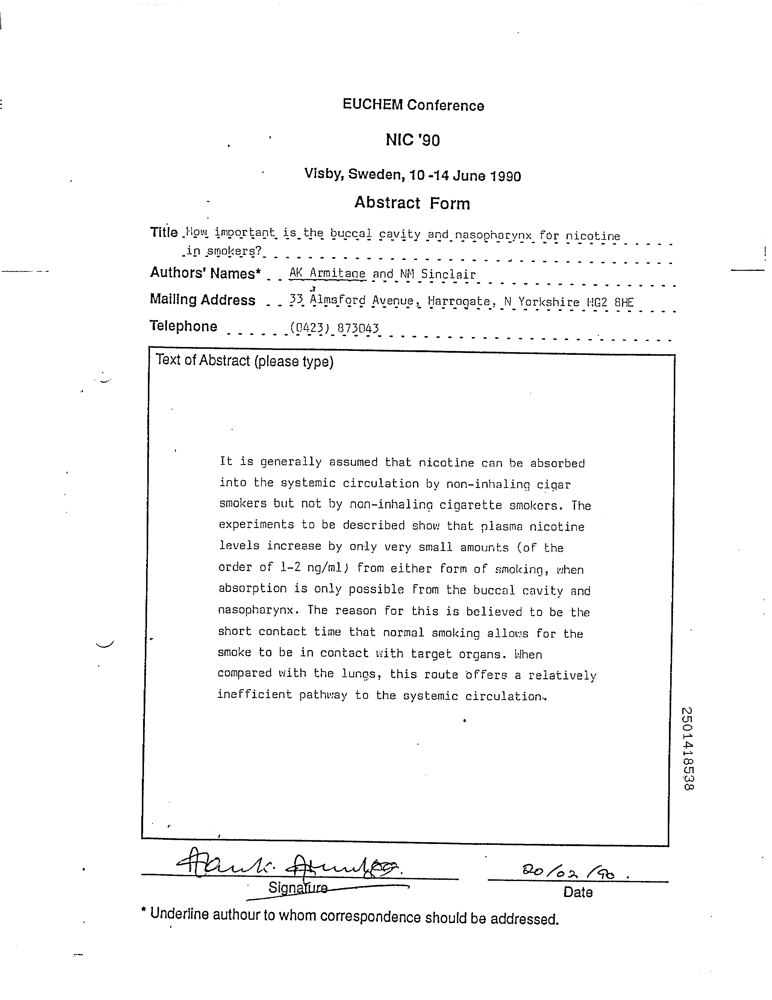 EUCHEM Conference
NIC '90
Visby, Sweden, 10-14 June 1990
Abstract Form
Title How important is the buccal cavity and nasopharynx for nicotine
in smokers?
Authors' Names* AK Armitage and NM Sinclair
Mailing Address 33 Almsford Avenue, Harrogate, N Yorkshire HG2 8HE
Telephone (0423) 873043
Text of Abstract (please type)
It is generally assumed that nicotine can be absorbed
into the systemic circulation by non-inhaling cigar
smokers but not by non-inhaling cigarette smokers. The
experiments to be described show that plasma nicotine
levels increase by only very small amounts (of the
order of 1-2 ng/ml) from either form of smoking, when
absorption is only possible from the buccal cavity and
nasopharynx. The reason for this is believed to be the
short contact time that normal smoking allows for the
smoke to be in contact with target organs. When
compared with the lungs, this route offers a relatively
inefficient pathway to the systemic circulation.
2501418538
20/02/90.
Signature
Date
* Underline authour to whom correspondence should be addressed.